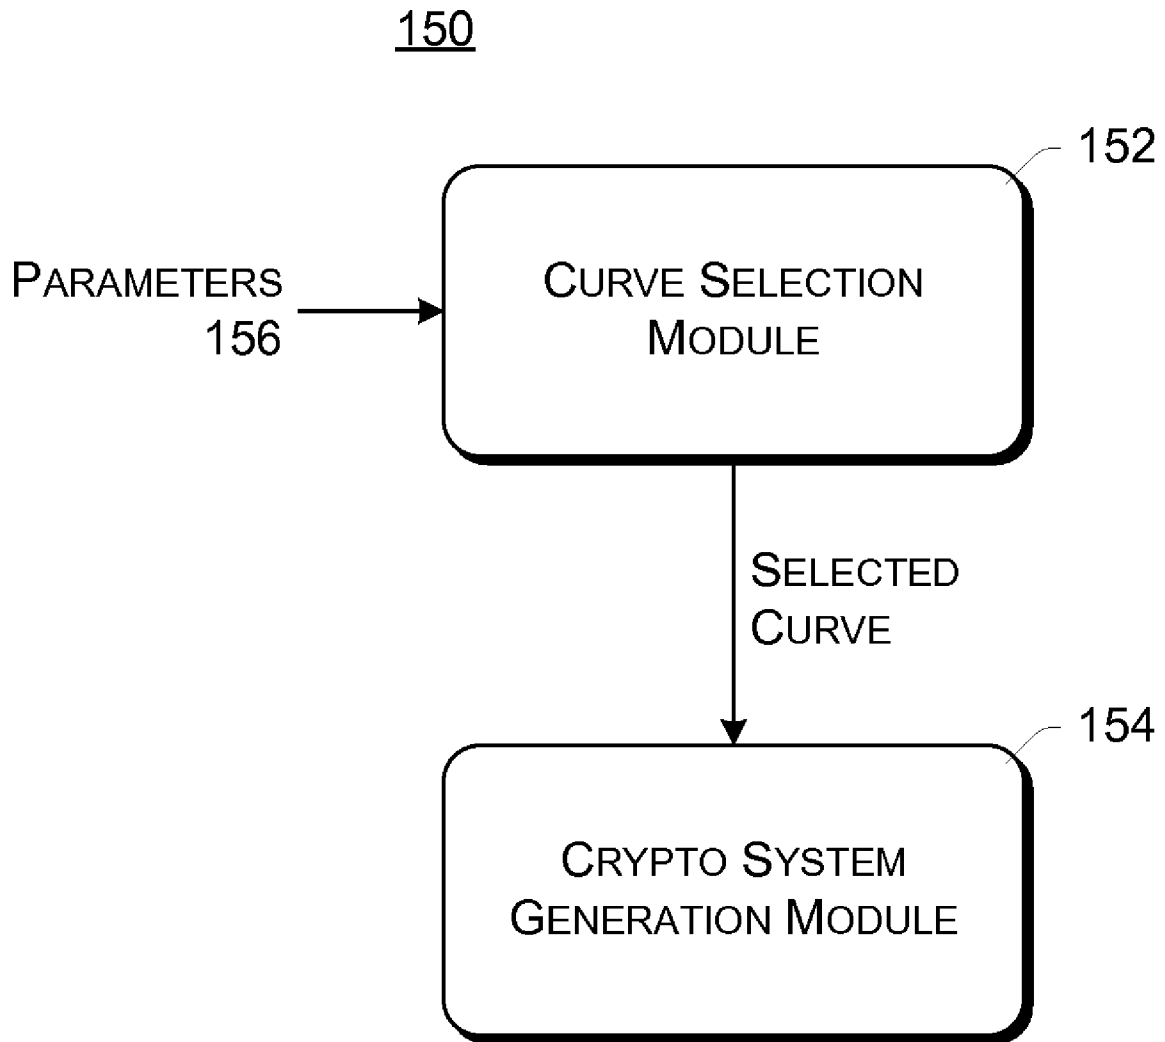 150
152
PARAMETERS
156
CURVE SELECTION
MODULE
SELECTED
CURVE
154
CRYPTO SYSTEM
GENERATION MODULE